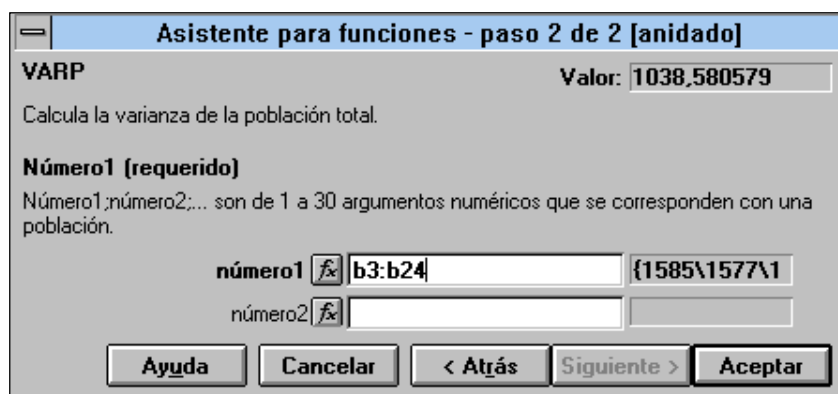 Asistente para funciones - paso 2 de 2 [anidado]
VARP
Valor: 1038,580579
Calcula la varianza de la población total.
Número1 (requerido)
Número1;número2;... son de 1 a 30 argumentos numéricos que se corresponden con una
población.
número1 fx b3:b24 {1585\1577\1
número2 fx
Ayuda Cancelar < Atrás Siguiente > Aceptar